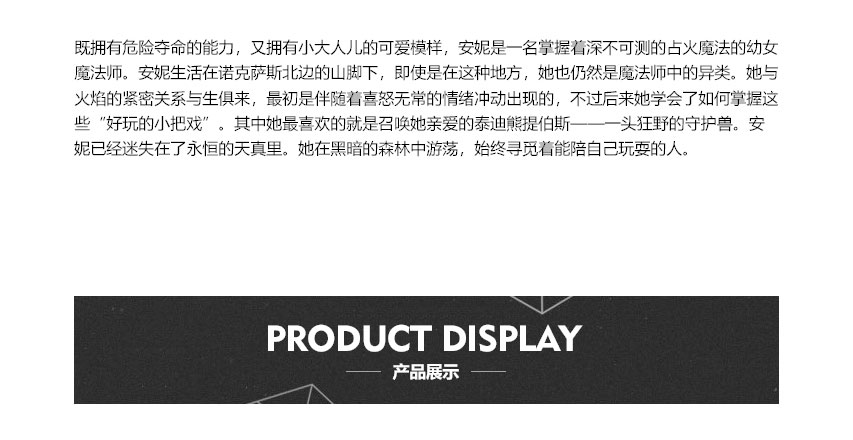 既拥有危险夺命的能力，又拥有小大人儿的可爱模样，安妮是一名掌握着深不可测的占火魔法的幼女
魔法师。安妮生活在诺克萨斯北边的山脚下，即使是在这种地方，她也仍然是魔法师中的异类。她与
火焰的紧密关系与生俱来，最初是伴随着喜怒无常的情绪冲动出现的，不过后来她学会了如何掌握这
些“好玩的小把戏”。其中她最喜欢的就是召唤她亲爱的泰迪熊提伯斯——一头狂野的守护兽。安
妮已经迷失在了永恒的天真里。她在黑暗的森林中游荡，始终寻觅着能陪自己玩耍的人。
PRODUCT DISPLAY
产品展示